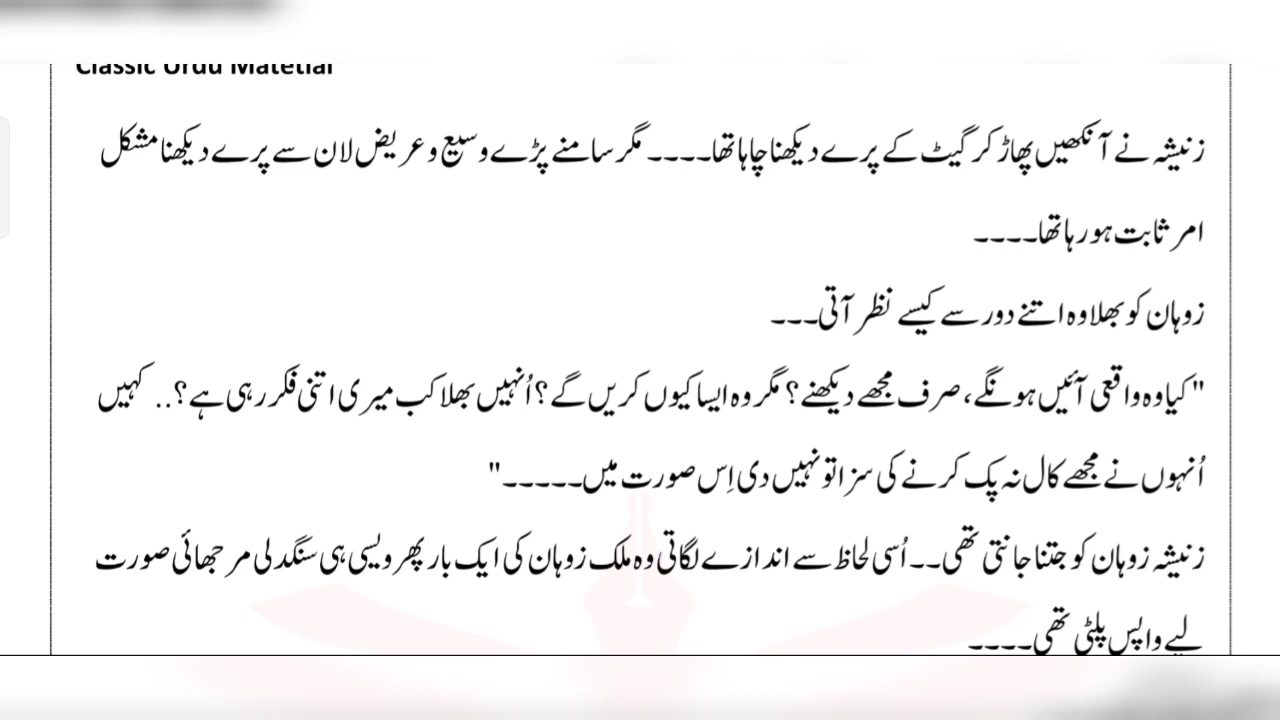 Classic Urdu Matetial
زنیشہ نے آنکھیں پھاڑ کر گیٹ کے پرے دیکھنا چاہا تھا۔۔۔۔ مگر سامنے پڑے وسیع و عریض لان سے پرے دیکھنا مشکل
امر ثابت ہو رہا تھا۔۔۔۔
زوہان کو بھلا وہ اتنے دور سے کیسے نظر آتی۔۔۔
"کیا وہ واقعی آئیں ہونگے، صرف مجھے دیکھنے؟ مگر وہ ایسا کیوں کریں گے؟ اُنہیں بھلا کب میری اتنی فکر رہی ہے؟.. کہیں
اُنہوں نے مجھے کال نہ پک کرنے کی سزا تو نہیں دی اِس صورت میں۔۔۔۔۔"
زنیشہ زوہان کو جتنا جانتی تھی۔۔ اُسی لحاظ سے اندازے لگاتی وہ ملک زوہان کی ایک بار پھر ویسی ہی سنگدلی مرجھائی صورت
لیے واپس پلٹی تھی۔۔۔۔